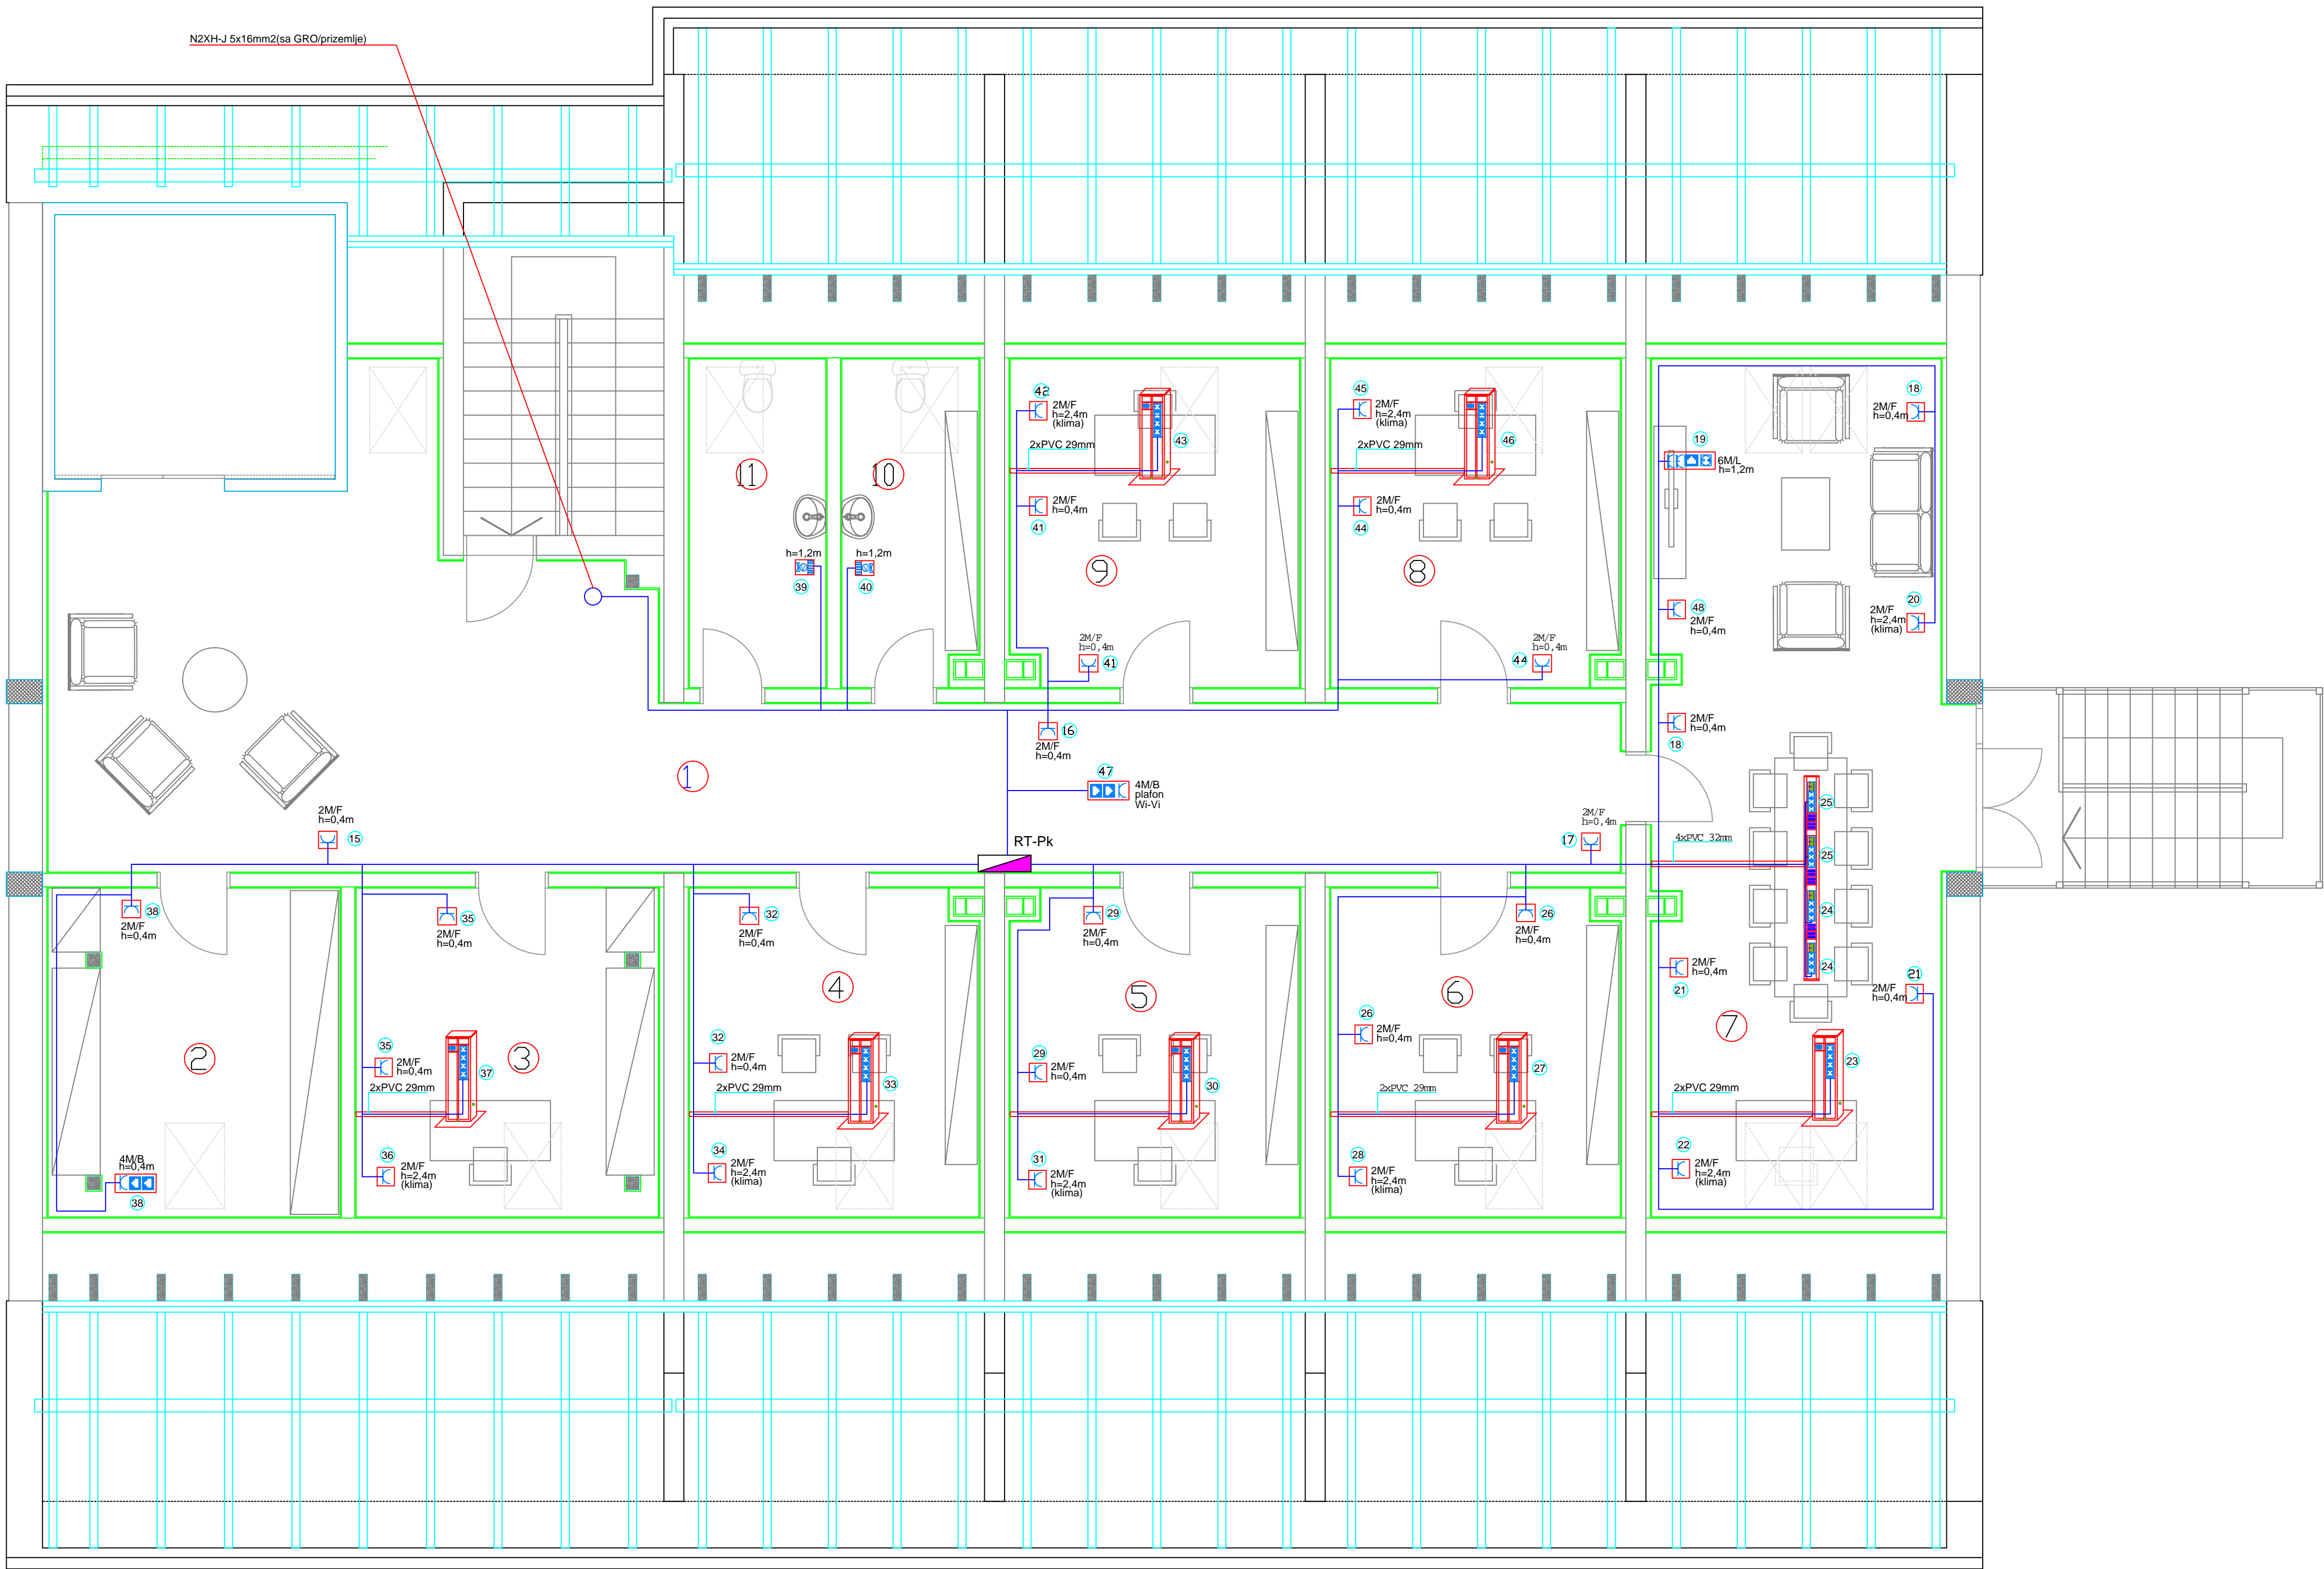 N2XH-J 5x16mm2(sa GRO/prizemlje)
42
2M/F
h=2,4m
(klima)
2xPVC 29mm
43
2M/F
h=0,4m
41
9
2M/F
h=0,4m
41
45
2M/F
h=2,4m
(klima)
2xPVC 29mm
46
2M/F
h=0,4m
44
8
2M/F
h=0,4m
44
18
2M/F
h=0,4m
19
6M/L
h=1,2m
48
2M/F
h=0,4m
20
2M/F
h=2,4m
(klima)
2M/F
h=0,4m
18
11
10
h=1,2m
39
h=1,2m
40
16
2M/F
h=0,4m
1
47
4M/B
plafon
Wi-Vi
RT-Pk
2M/F
h=0,4m
15
2M/F
h=0,4m
17
4xPVC 32mm
25
25
24
24
38
2M/F
h=0,4m
2
4M/B
h=0,4m
38
35
2M/F
h=0,4m
35
2M/F
h=0,4m
2xPVC 29mm
37
3
36
2M/F
h=2,4m
(klima)
32
2M/F
h=0,4m
4
32
2M/F
h=0,4m
2xPVC 29mm
33
34
2M/F
h=2,4m
(klima)
29
2M/F
h=0,4m
5
29
2M/F
h=0,4m
30
31
2M/F
h=2,4m
(klima)
26
2M/F
h=0,4m
6
26
2M/F
h=0,4m
2xPVC 29mm
27
28
2M/F
h=2,4m
(klima)
2M/F
h=0,4m
21
21
2M/F
h=0,4m
7
23
2xPVC 29mm
22
2M/F
h=2,4m
(klima)